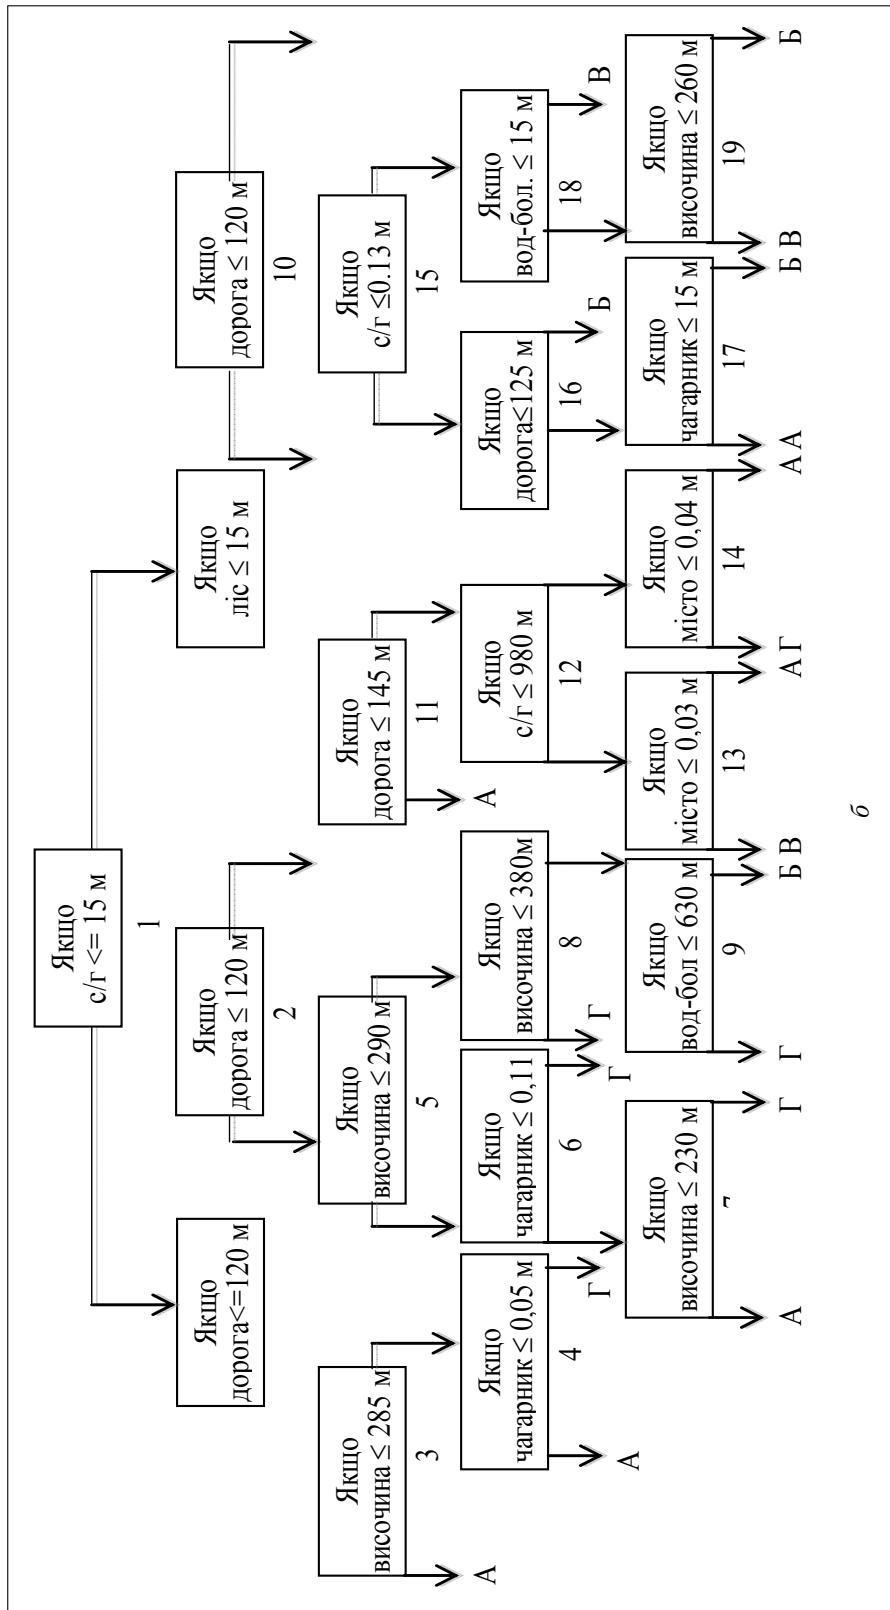 Якщо
с/г <= 15 м
1
Якщо
дорога<=120 м
Якщо
дорога ≤ 120 м
2
Якщо
ліс ≤ 15 м
Якщо
дорога ≤ 120 м
10
Якщо
височина ≤ 285 м
3
Якщо
височина ≤ 290 м
5
Якщо
дорога ≤ 145 м
11
Якщо
с/г ≤0.13 м
15
А
Якщо
чагарник ≤ 0,05 м
4
Якщо
чагарник ≤ 0,11
6
Якщо
височина ≤ 380м
8
А
Якщо
с/г ≤ 980 м
12
Якщо
дорога≤125 м
16
Якщо
вод-бол. ≤ 15 м
18
А
Г
Г
Г
Б
В
Якщо
височина ≤ 230 м
7
Якщо
вод-бол ≤ 630 м
9
Якщо
місто ≤ 0,03 м
13
Якщо
місто ≤ 0,04 м
14
Якщо
чагарник ≤ 15 м
17
Якщо
височина ≤ 260 м
19
А
Г
Г
Б В
А Г
А А
Б В
Б
б